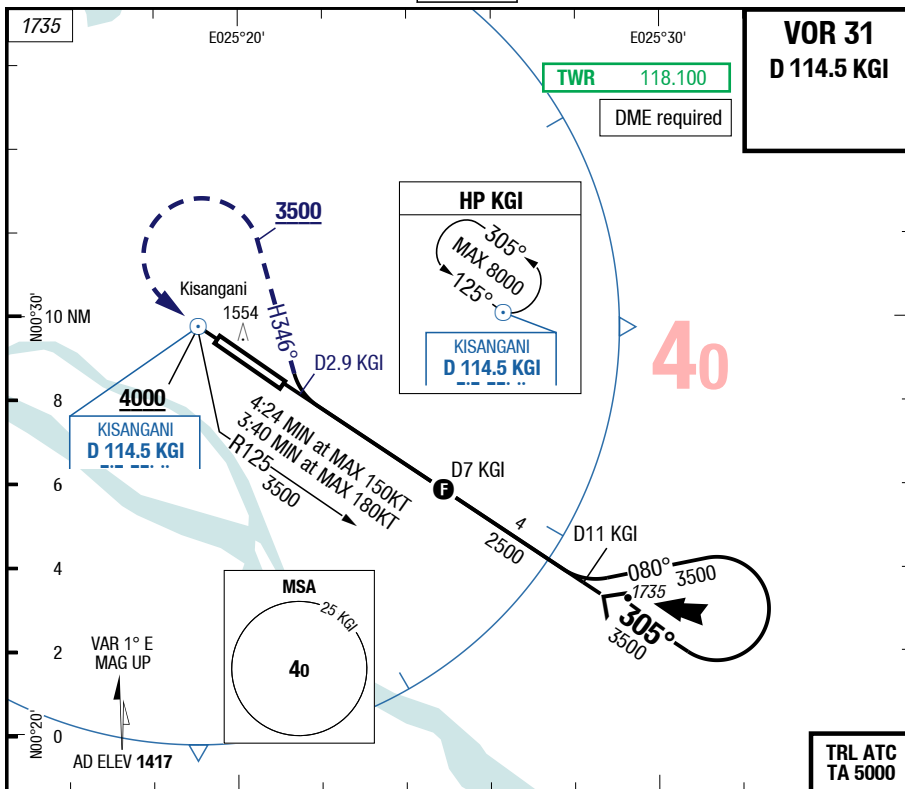 1735
E025°20'
E025°30'
VOR 31
D 114.5 KGI
TWR 118.100
DME required
HP KGI
305°
MAX 8000
125°
KISANGANI
D 114.5 KGI
3500
Kisangani
1554
H346°
D2.9 KGI
N00°30'
10 NM
4000
KISANGANI
D 114.5 KGI
40
8
4:24 MIN at MAX 150KT
3:40 MIN at MAX 180KT
R125
3500
D7 KGI
F
6
4
2500
D11 KGI
4
080°
3500
1735
305°
3500
MSA
25 KGI
40
VAR 1° E
MAG UP
2
N00°20'
0
AD ELEV 1417
TRL ATC
TA 5000